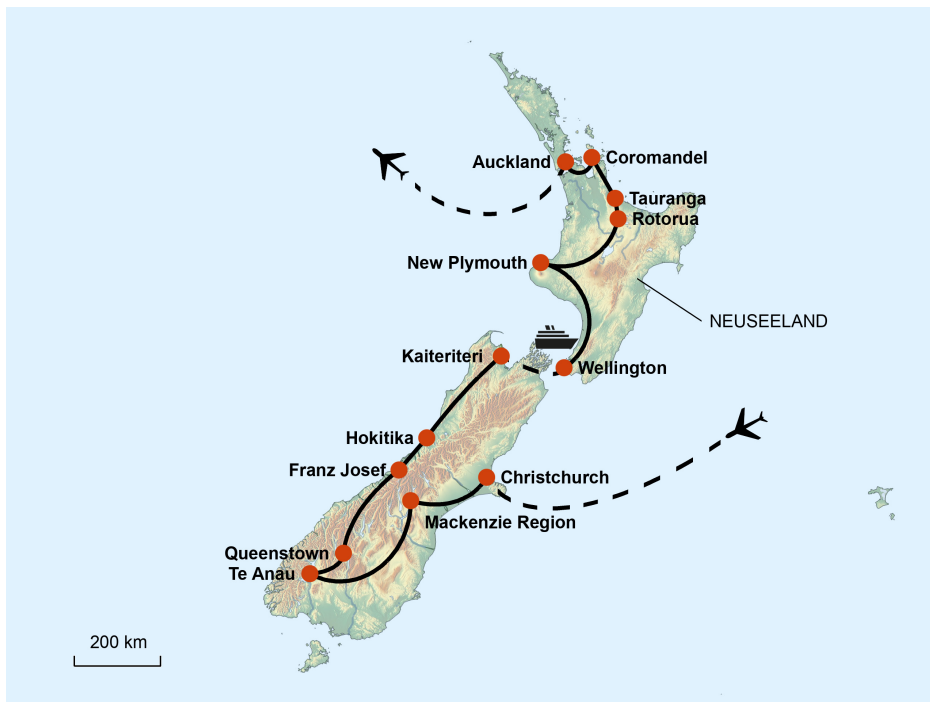 Auckland
Coromandel
Tauranga
Rotorua
New Plymouth
NEUSEELAND
Kaiteriteri
Wellington
Hokitika
Franz Josef
Christchurch
Mackenzie Region
Queenstown
Te Anau
200 km